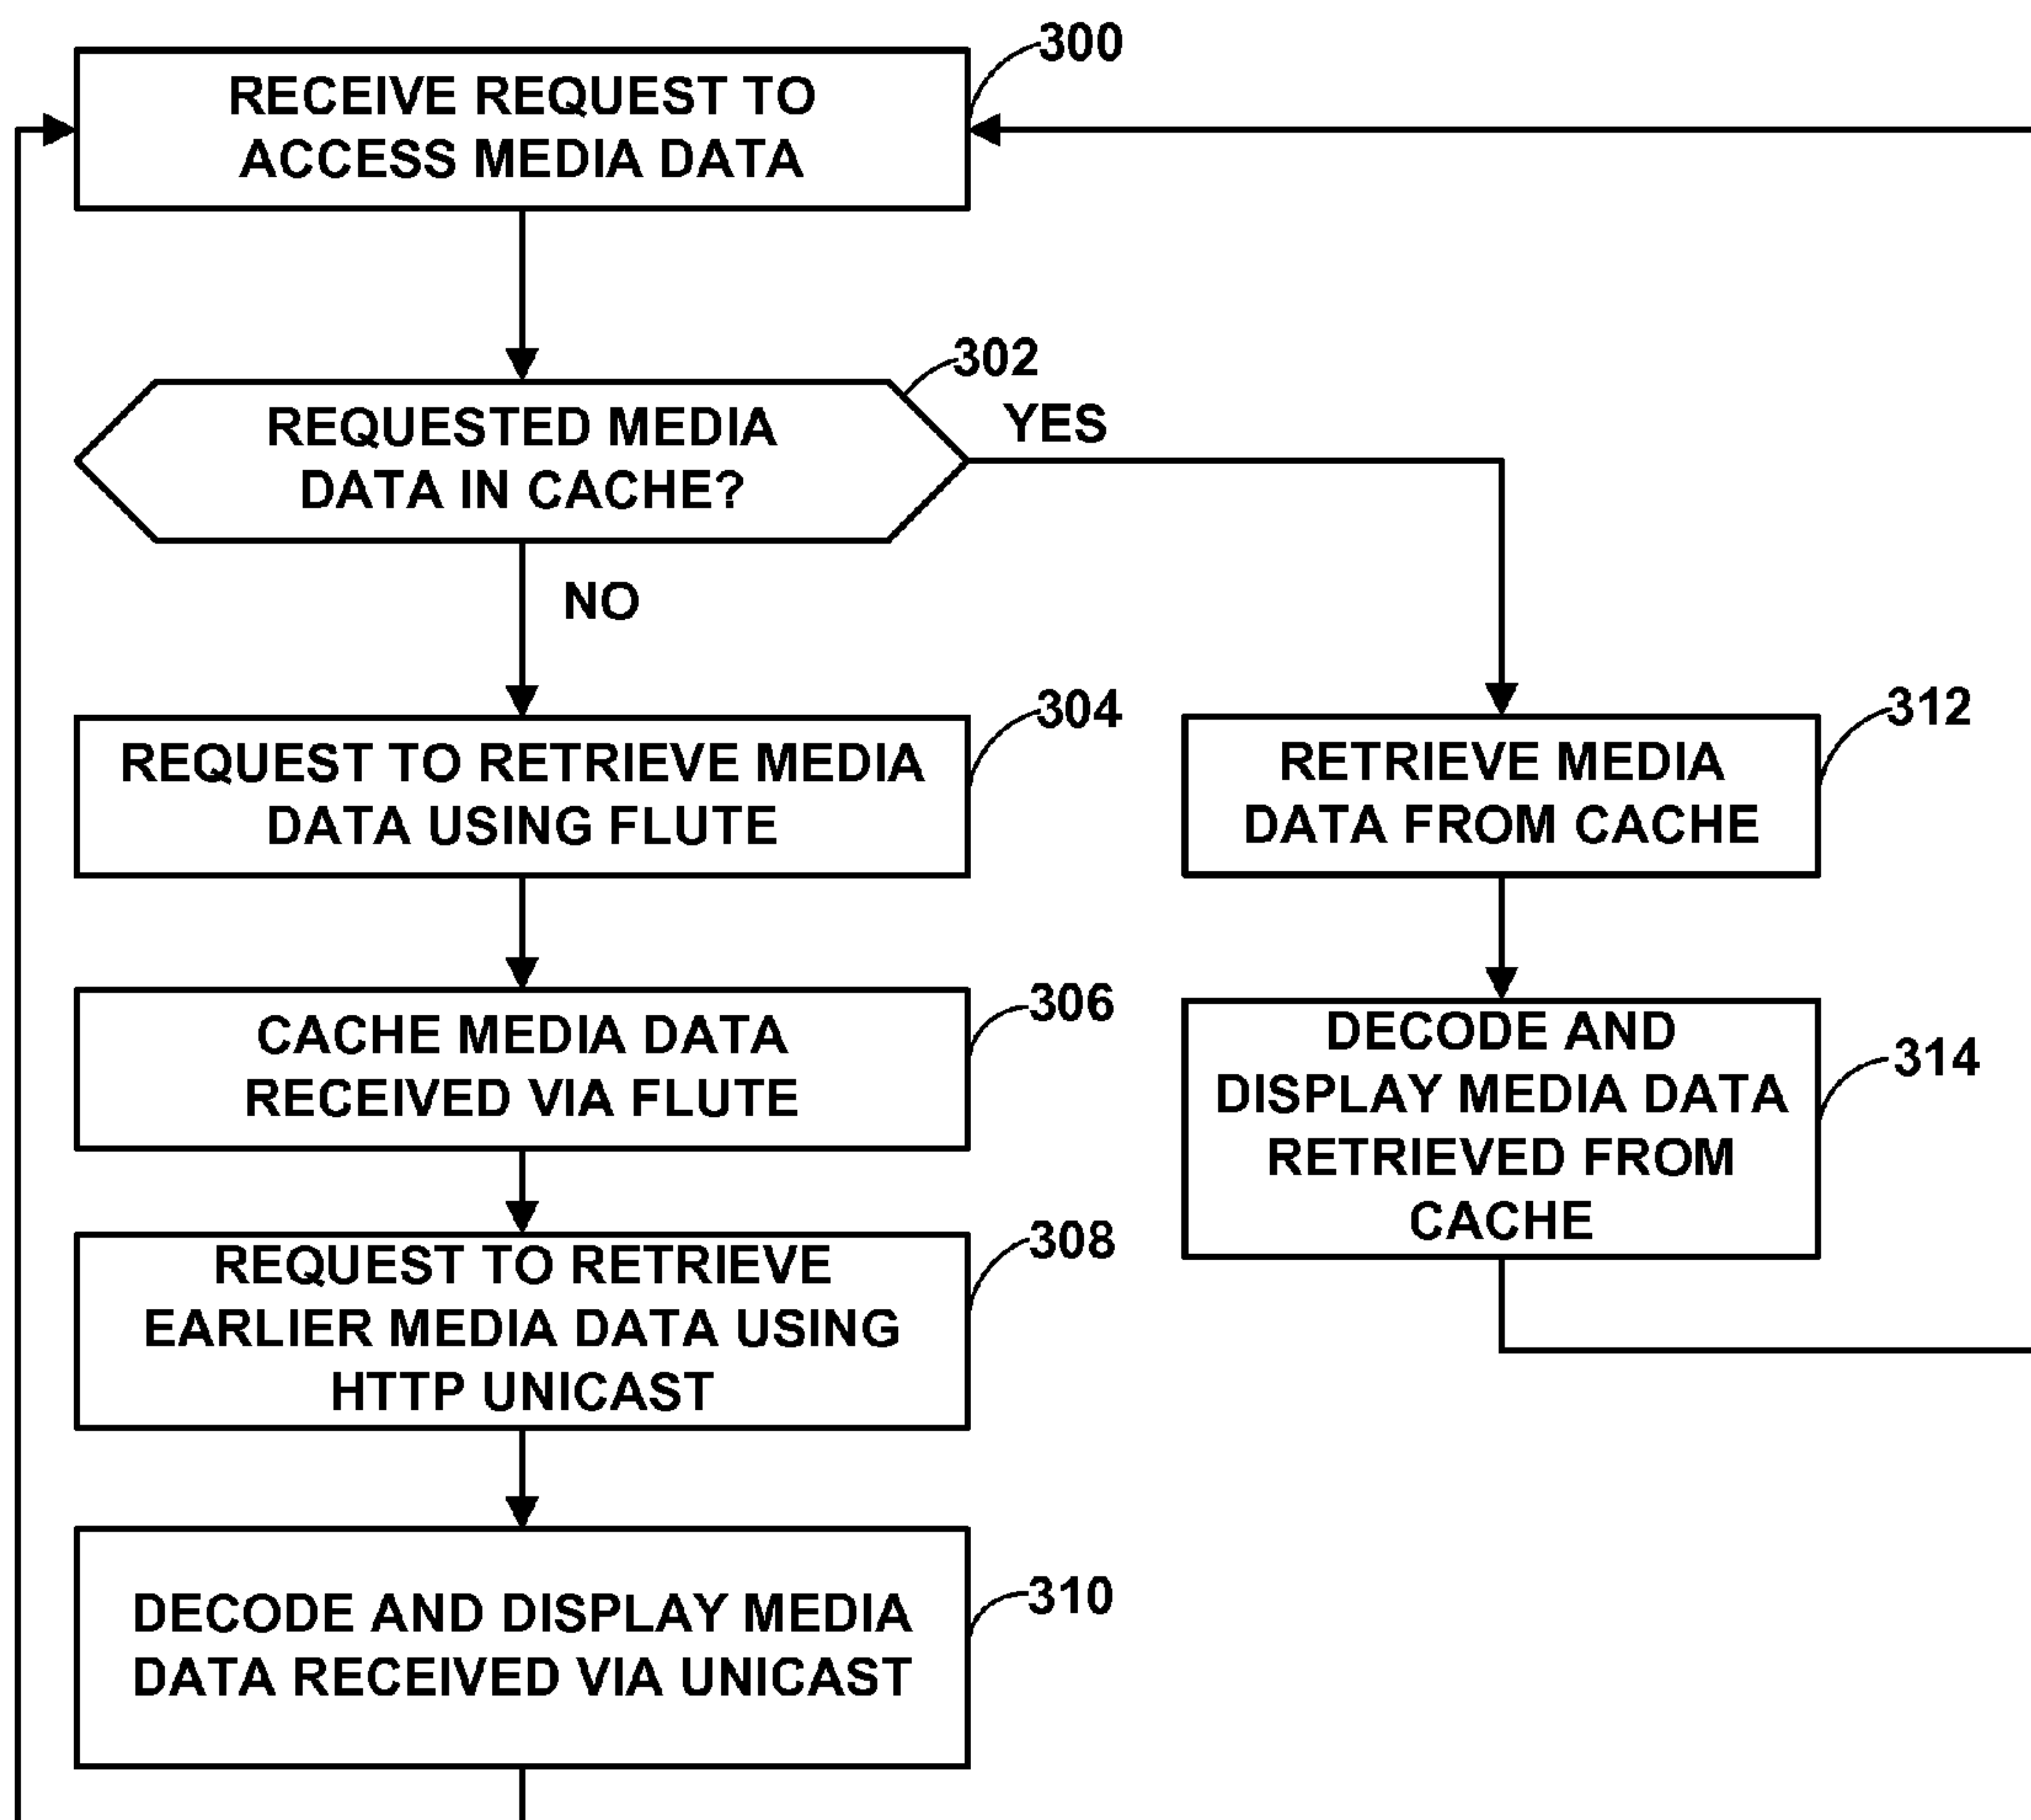 300
RECEIVE REQUEST TO
ACCESS MEDIA DATA
302
REQUESTED MEDIA
DATA IN CACHE?
YES
NO
304
REQUEST TO RETRIEVE MEDIA
DATA USING FLUTE
312
RETRIEVE MEDIA
DATA FROM CACHE
306
CACHE MEDIA DATA
RECEIVED VIA FLUTE
314
DECODE AND
DISPLAY MEDIA DATA
RETRIEVED FROM
CACHE
308
REQUEST TO RETRIEVE
EARLIER MEDIA DATA USING
HTTP UNICAST
310
DECODE AND DISPLAY MEDIA
DATA RECEIVED VIA UNICAST